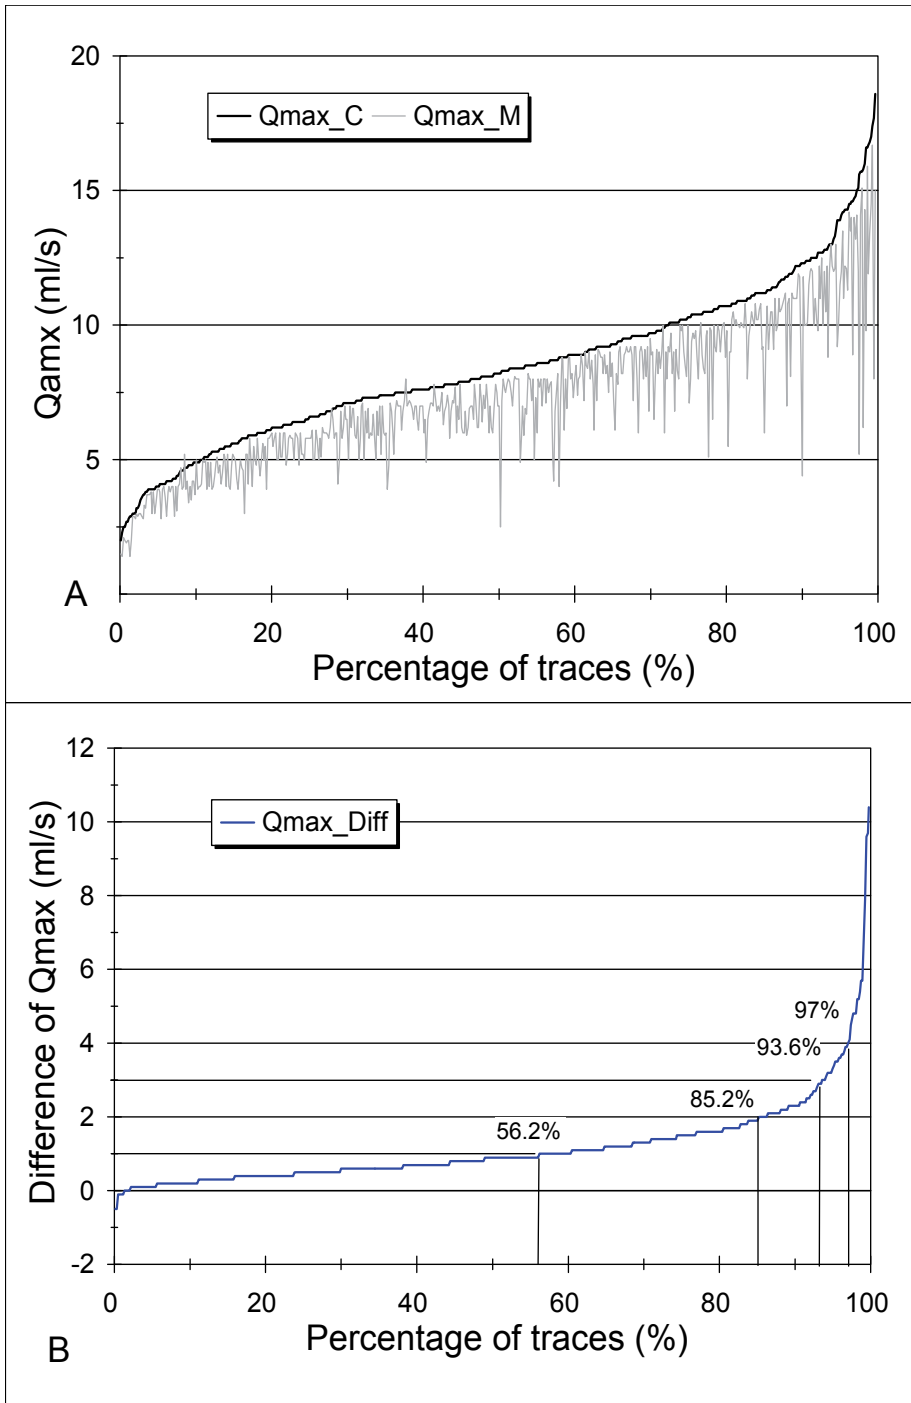 20
Qmax_C Qmax_M
15
10
5
Qamx (ml/s)
A
0 20 40 60 80 100
Percentage of traces (%)
12
10
Qmax_Diff
8
6
97%
4
93.6%
85.2%
2
56.2%
0
-2
Difference of Qmax (ml/s)
0 20 40 60 80 100
Percentage of traces (%)
B